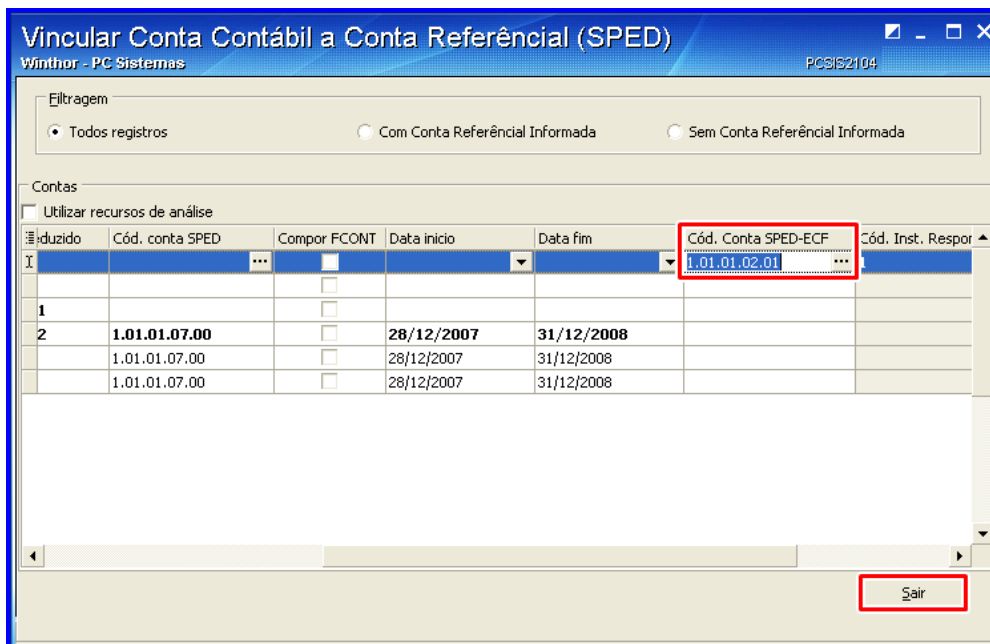 Vincular Conta Contábil a Conta Referêncial (SPED)
Winthor - PC Sistemas PCSIS2104
Filtragem
Todos registros Com Conta Referêncial Informada Sem Conta Referêncial Informada
Contas
Utilizar recursos de análise
eduzido Cód. conta SPED Compor FCONT Data inicio Data fim Cód. Conta SPED-ECF Cód. Inst. Respor
1.01.01.02.01
1
2 1.01.01.07.00 28/12/2007 31/12/2008
1.01.01.07.00 28/12/2007 31/12/2008
1.01.01.07.00 28/12/2007 31/12/2008
Sair